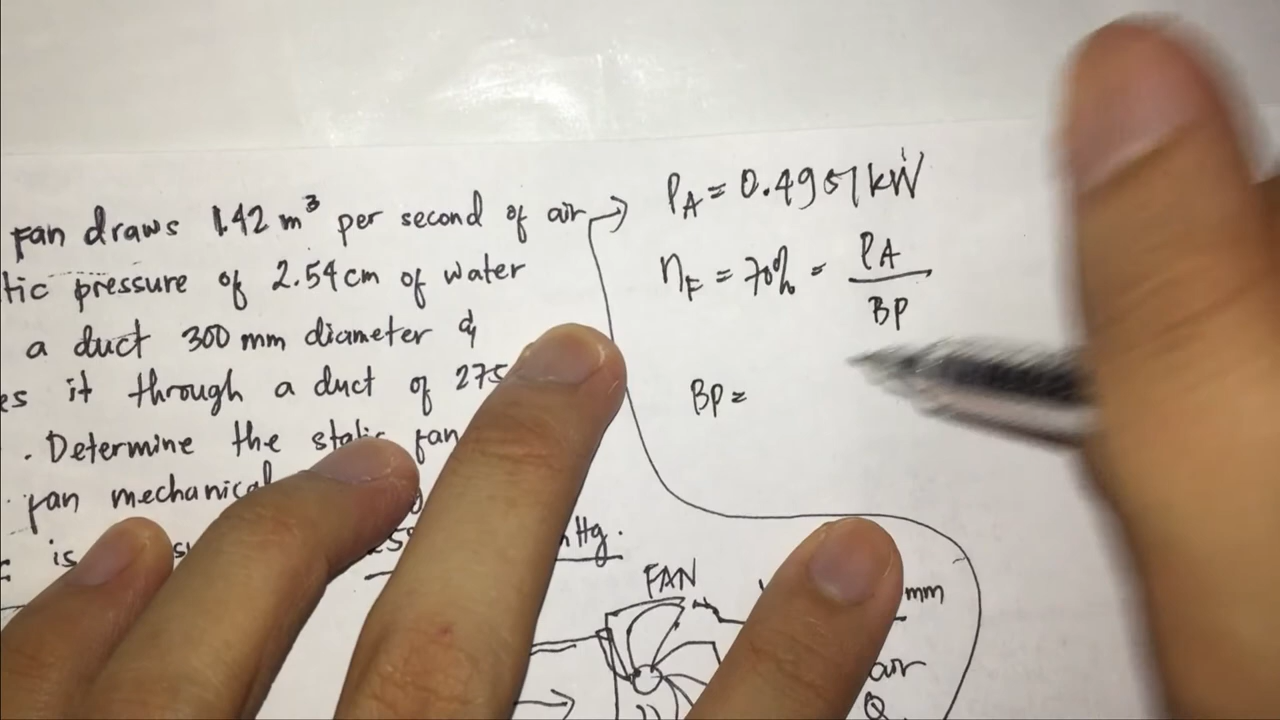 Fan draws 1.42 m³ per second of air
tic pressure of 2.54 cm of water
a duct 300 mm diameter &
es it through a duct of 275
. Determine the static fan
fan mechanical
is
Hg.
PA = 0.4951 kW
ηF = 70% = PA / BP
BP =
FAN
mm
air
Q